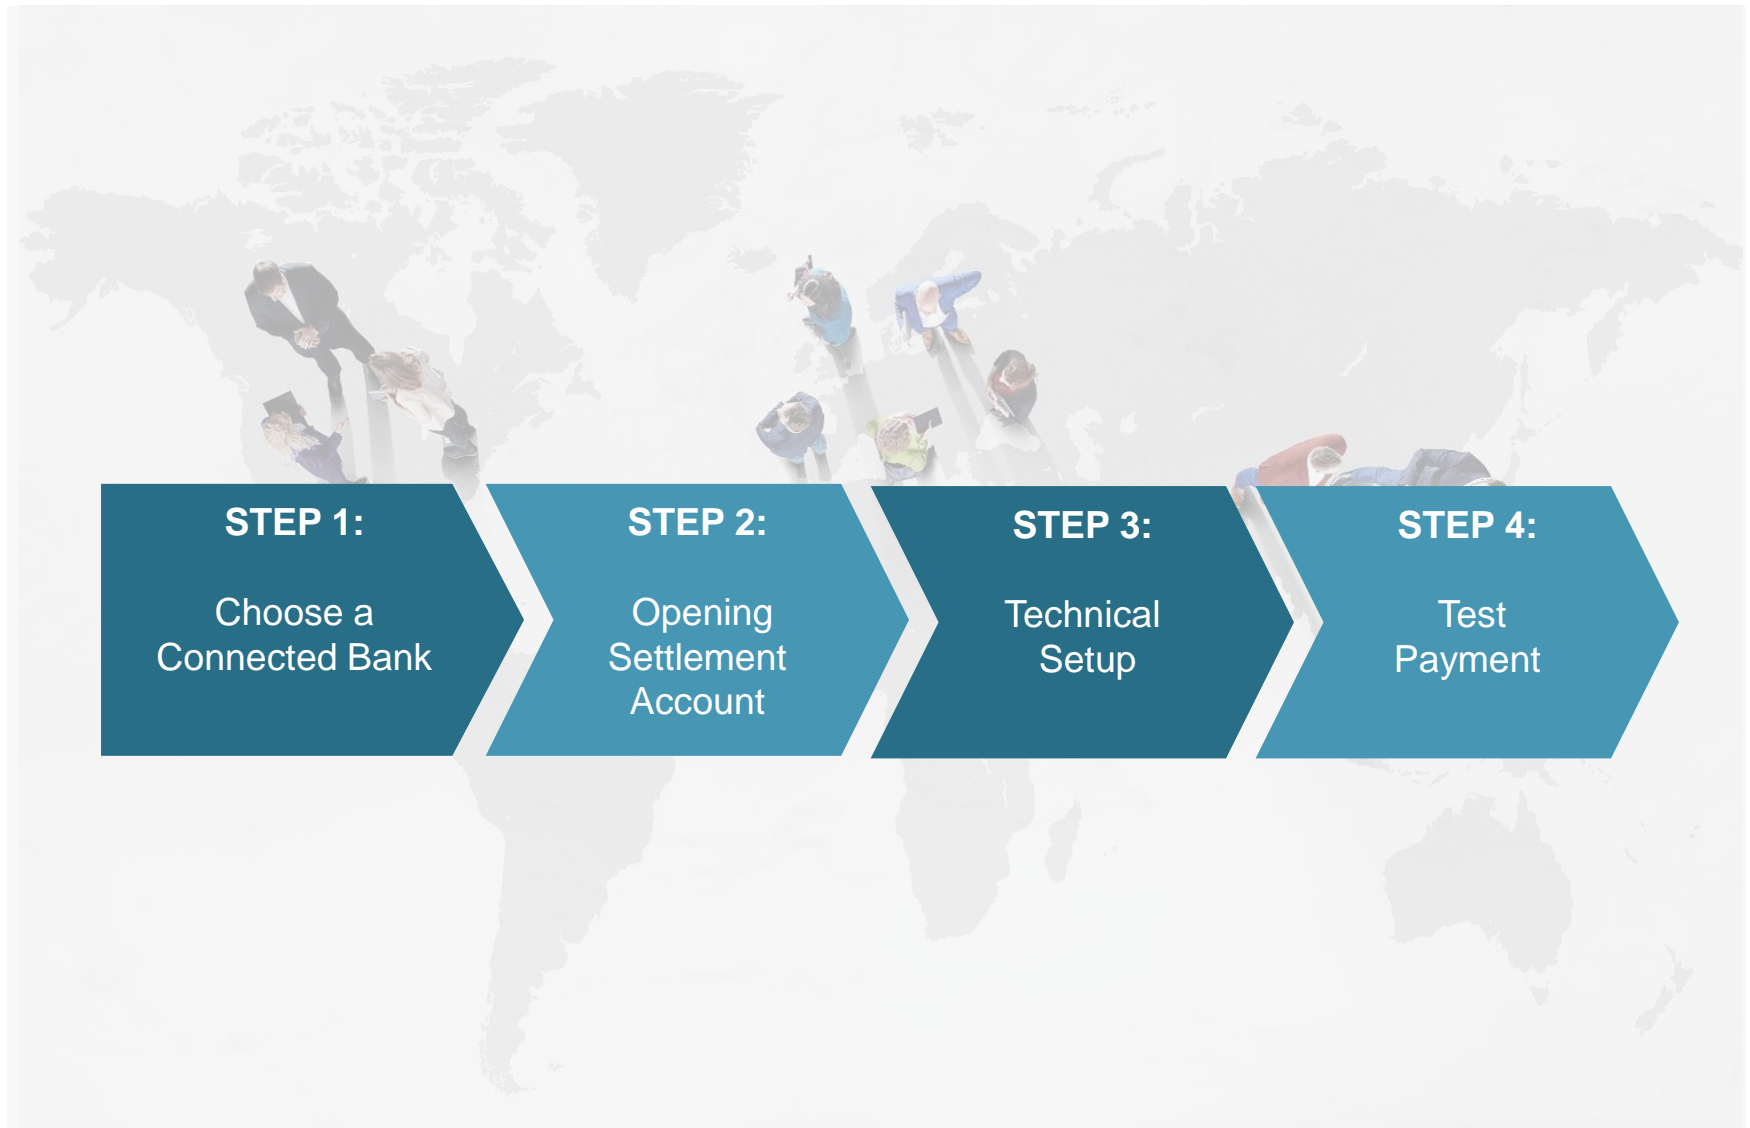 STEP 1:
Choose a
Connected Bank
STEP 2:
Opening
Settlement
Account
STEP 3:
Technical
Setup
STEP 4:
Test
Payment